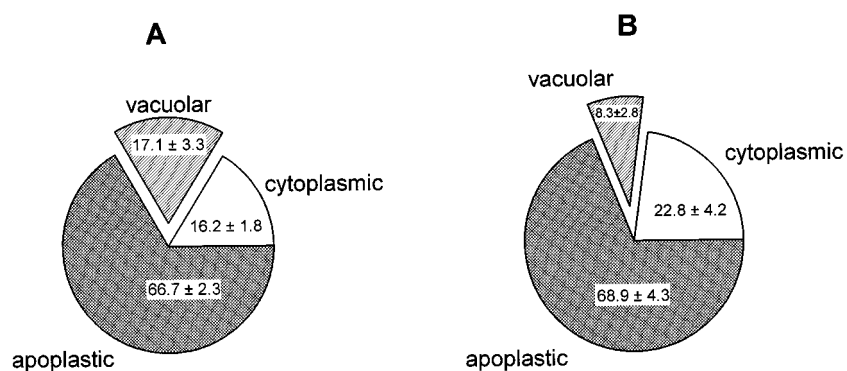 A
vacuolar
17.1 ± 3.3
cytoplasmic
16.2 ± 1.8
66.7 ± 2.3
apoplastic
B
vacuolar
8.3±2.8
cytoplasmic
22.8 ± 4.2
68.9 ± 4.3
apoplastic